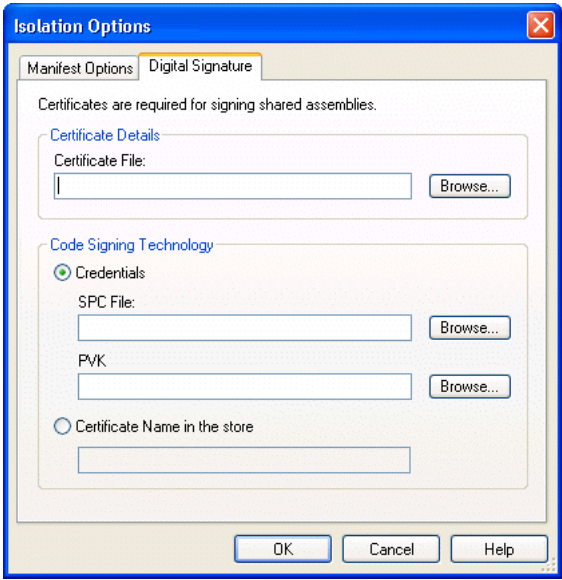 Isolation Options
Manifest Options Digital Signature
Certificates are required for signing shared assemblies.
Certificate Details
Certificate File:
Browse...
Code Signing Technology
Credentials
SPC File:
Browse...
PVK
Browse...
Certificate Name in the store
OK Cancel Help